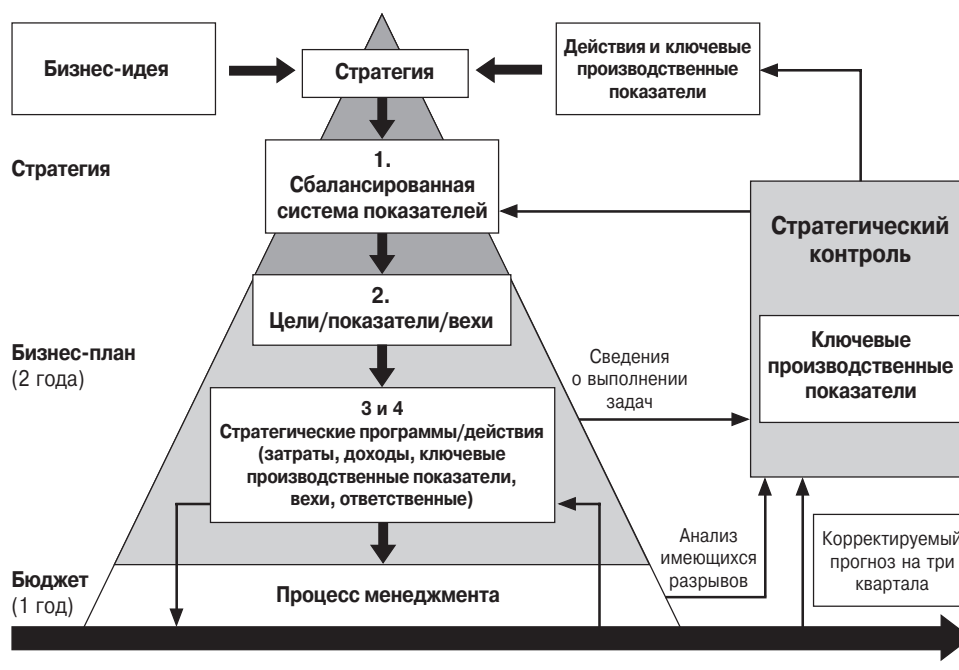 Бизнес-идея
Стратегия
Действия и ключевые
производственные
показатели
Стратегия
1.
Сбалансированная
система показателей
Стратегический
контроль
2.
Цели/показатели/вехи
Бизнес-план
(2 года)
Сведения
о выполнении
задач
Ключевые
производственные
показатели
3 и 4
Стратегические программы/действия
(затраты, доходы, ключевые
производственные показатели,
вехи, ответственные)
Анализ
имеющихся
разрывов
Корректируемый
прогноз на три
квартала
Бюджет
(1 год)
Процесс менеджмента